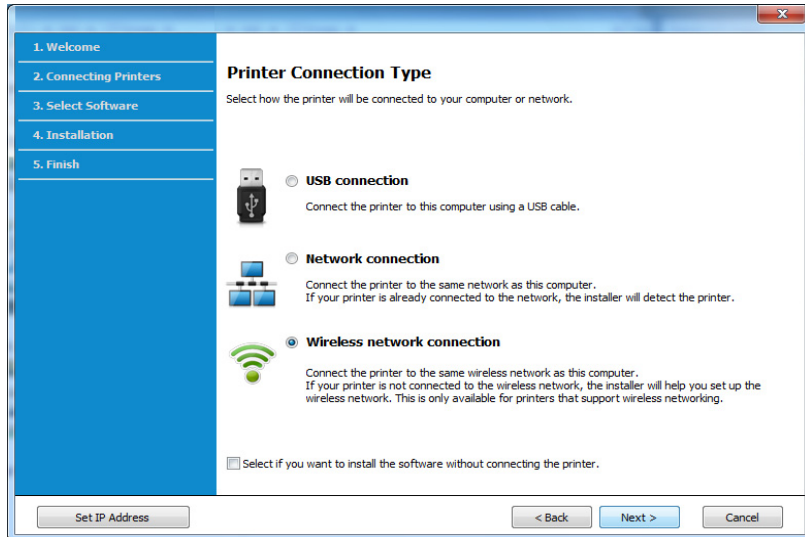 1. Welcome
2. Connecting Printers
3. Select Software
4. Installation
5. Finish
Printer Connection Type
Select how the printer will be connected to your computer or network.
USB connection
Connect the printer to this computer using a USB cable.
Network connection
Connect the printer to the same network as this computer.
If your printer is already connected to the network, the installer will detect the printer.
Wireless network connection
Connect the printer to the same wireless network as this computer.
If your printer is not connected to the wireless network, the installer will help you set up the
wireless network. This is only available for printers that support wireless networking.
Select if you want to install the software without connecting the printer.
Set IP Address
< Back
Next >
Cancel